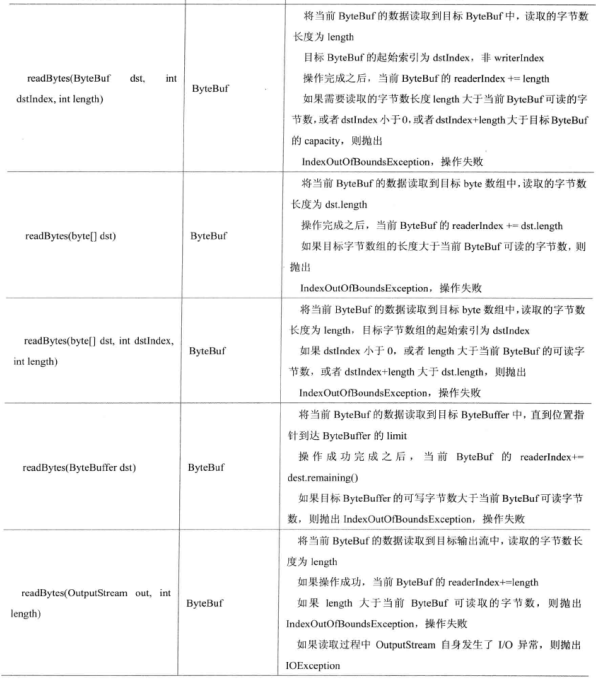 readBytes(ByteBuf dst, int
dstIndex, int length)
ByteBuf
将当前 ByteBuf 的数据读取到目标 ByteBuf 中，读取的字节数
长度为 length
目标 ByteBuf 的起始索引为 dstIndex，非 writerIndex
操作完成之后，当前 ByteBuf 的 readerIndex += length
如果需要读取的字节数长度 length 大于当前 ByteBuf 可读的字
节数，或者 dstIndex 小于 0，或者 dstIndex+length 大于目标 ByteBuf
的 capacity，则抛出
IndexOutOfBoundsException，操作失败
readBytes(byte[] dst)
ByteBuf
将当前 ByteBuf 的数据读取到目标 byte 数组中，读取的字节数
长度为 dst.length
操作完成之后，当前 ByteBuf 的 readerIndex += dst.length
如果目标字节数组的长度大于当前 ByteBuf 可读的字节数，则
抛出
IndexOutOfBoundsException，操作失败
readBytes(byte[] dst, int dstIndex,
int length)
ByteBuf
将当前 ByteBuf 的数据读取到目标 byte 数组中，读取的字节数
长度为 length，目标字节数组的起始索引为 dstIndex
如果 dstIndex 小于 0，或者 length 大于当前 ByteBuf 的可读字
节数，或者 dstIndex+length 大于 dst.length，则抛出
IndexOutOfBoundsException，操作失败
readBytes(ByteBuffer dst)
ByteBuf
将当前 ByteBuf 的数据读取到目标 ByteBuffer 中，直到位置指
针到达 ByteBuffer 的 limit
操作成功完成之后，当前 ByteBuf 的 readerIndex+=
dest.remaining()
如果目标 ByteBuffer 的可写字节数大于当前 ByteBuf 可读字节
数，则抛出 IndexOutOfBoundsException，操作失败
readBytes(OutputStream out, int
length)
ByteBuf
将当前 ByteBuf 的数据读取到目标输出流中，读取的字节数长
度为 length
如果操作成功，当前 ByteBuf 的 readerIndex+=length
如果 length 大于当前 ByteBuf 可读取的字节数，则抛出
IndexOutOfBoundsException，操作失败
如果读取过程中 OutputStream 自身发生了 I/O 异常，则抛出
IOException